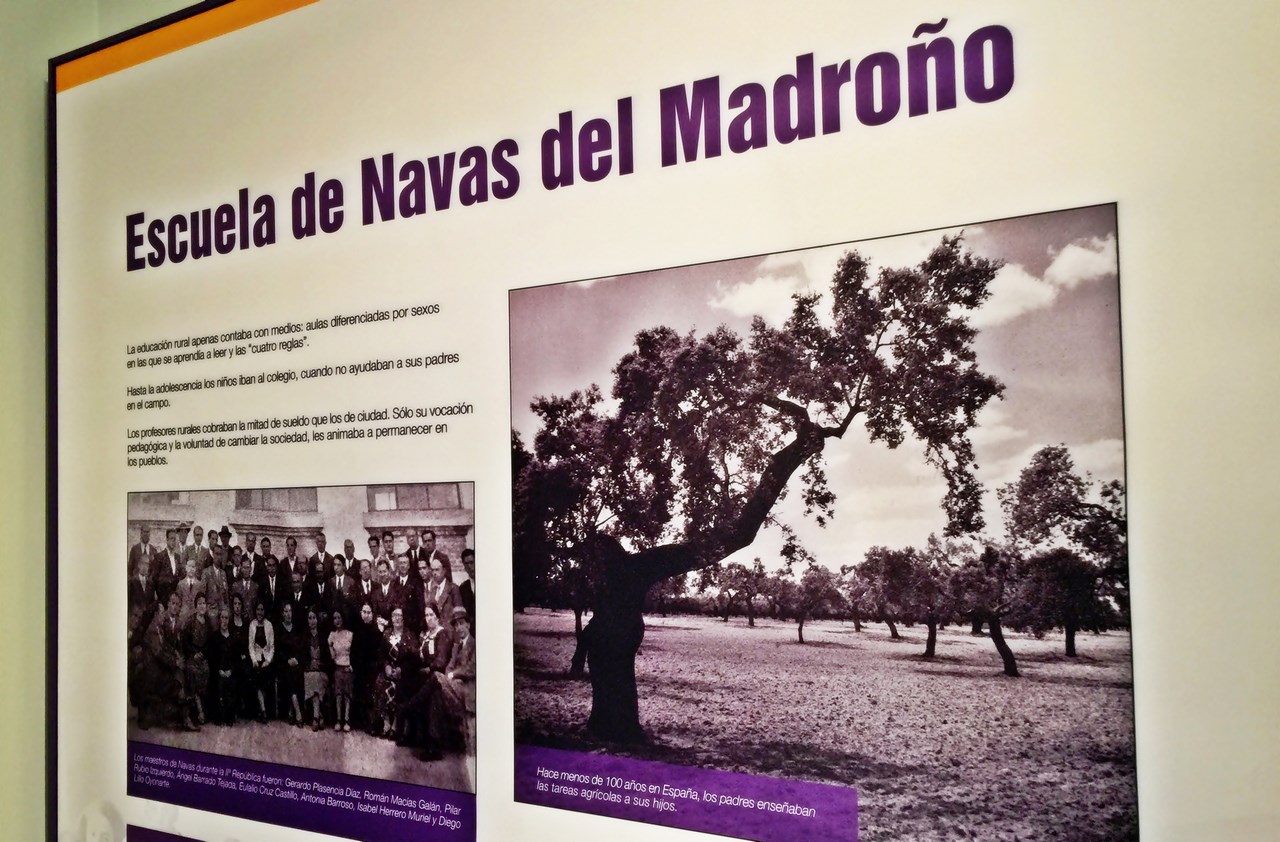 Escuela de Navas del Madroño
La educación rural apenas contaba con medios: aulas diferenciadas por sexos
en las que se aprendía a leer y las “cuatro reglas”.
Hasta la adolescencia los niños iban al colegio, cuando no ayudaban a sus padres
en el campo.
Los profesores rurales cobraban la mitad de sueldo que los de ciudad. Sólo su vocación
pedagógica y la voluntad de cambiar la sociedad, les animaba a permanecer en
los pueblos.
Los maestros de Navas durante la IIª República fueron: Gerardo Plasencia Díaz, Román Macías Galán, Pilar
Rubio Izquierdo, Ángel Barrado Tejada, Eutalio Cruz Castillo, Antonia Barroso, Isabel Herrero Muriel y Diego
Lillo Oyonarte.
Hace menos de 100 años en España, los padres enseñaban
las tareas agrícolas a sus hijos.